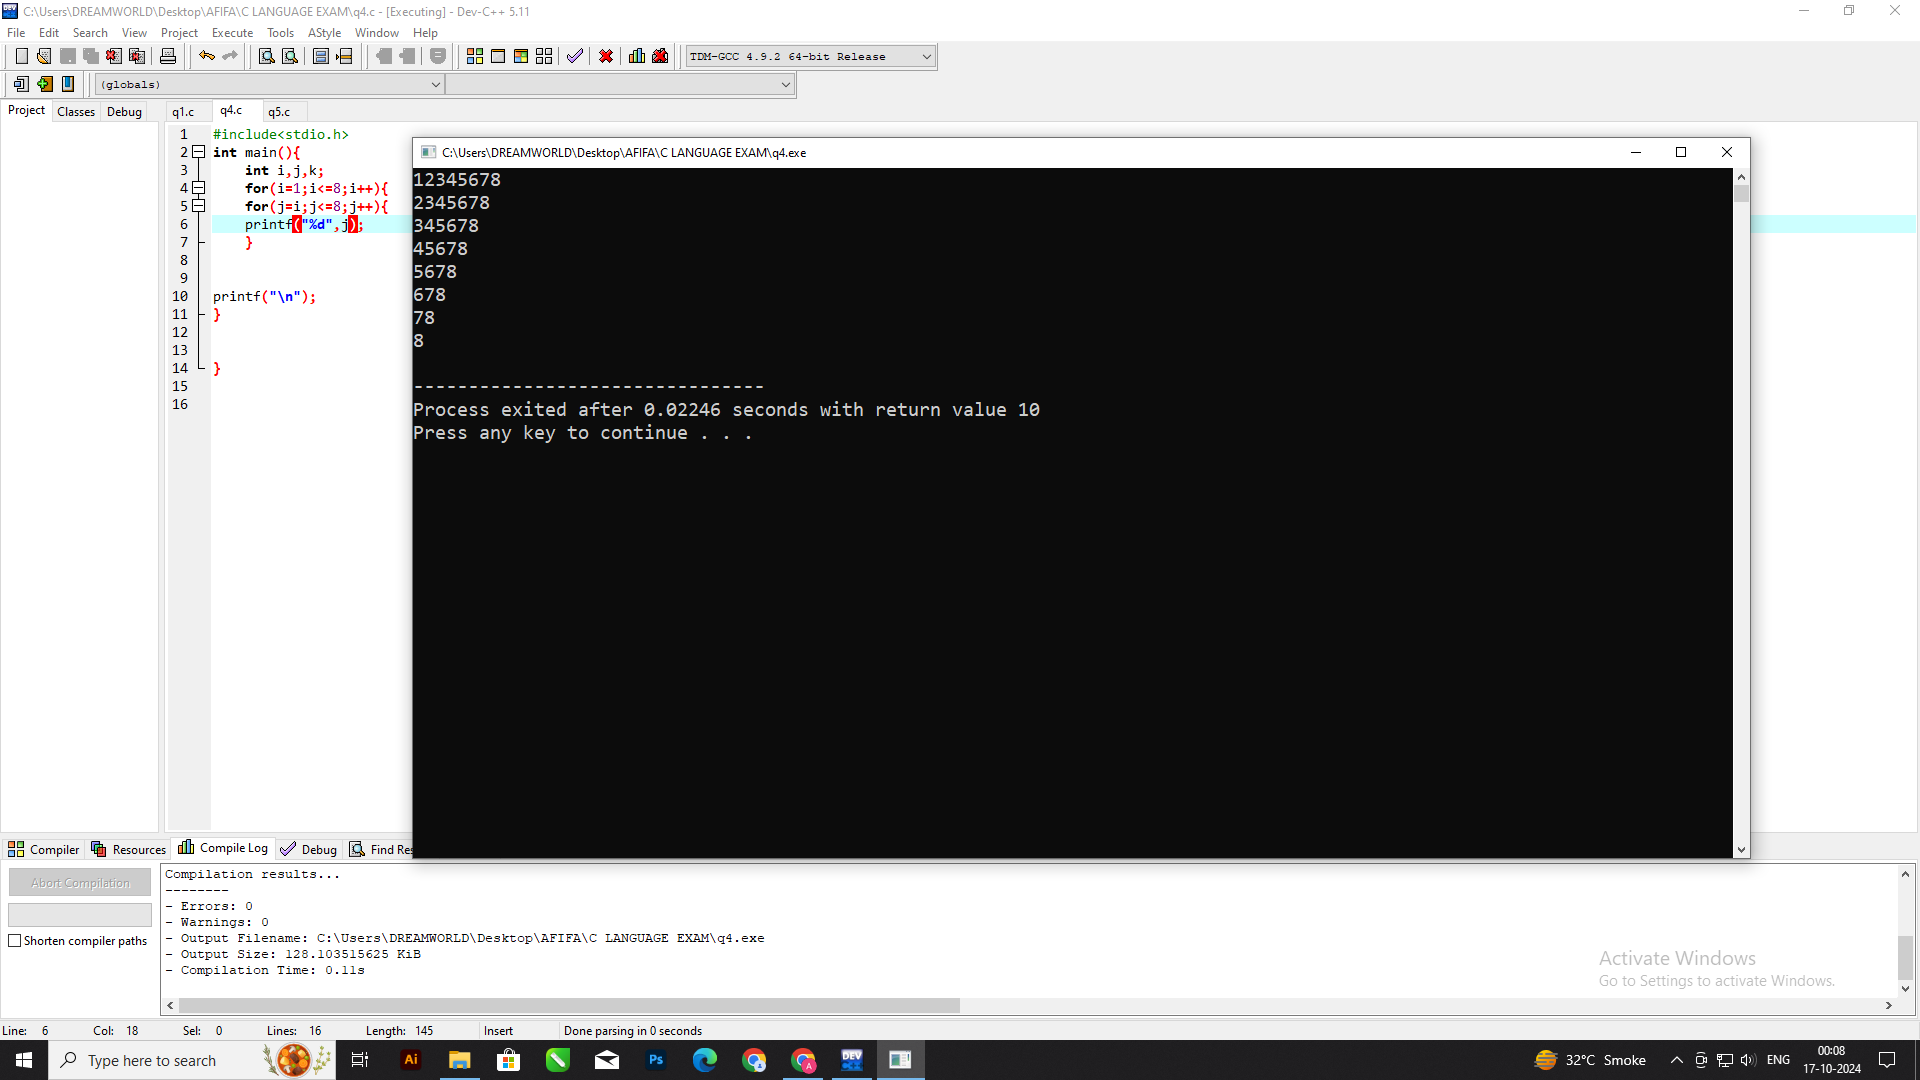 C:\Users\DREAMWORLD\Desktop\AFIFA\C LANGUAGE EXAM\q4.c - [Executing] - Dev-C++ 5.11
File Edit Search View Project Execute Tools AStyle Window Help
TDM-GCC 4.9.2 64-bit Release
(globals)
Project Classes Debug q1.c q4.c q5.c
1 #include<stdio.h>
2 int main(){
3 int i,j,k;
4 for(i=1;i<=8;i++){
5 for(j=i;j<=8;j++){
6 printf("%d",j);
7 }
8
9
10 printf("\n");
11 }
12
13
14 }
15
16
C:\Users\DREAMWORLD\Desktop\AFIFA\C LANGUAGE EXAM\q4.exe
12345678
2345678
345678
45678
5678
678
78
8
--------------------------------
Process exited after 0.02246 seconds with return value 10
Press any key to continue . . .
Compiler Resources Compile Log Debug Find Res
Abort Compilation
Shorten compiler paths
Compilation results...
--------
- Errors: 0
- Warnings: 0
- Output Filename: C:\Users\DREAMWORLD\Desktop\AFIFA\C LANGUAGE EXAM\q4.exe
- Output Size: 128.103515625 KiB
- Compilation Time: 0.11s
Activate Windows
Go to Settings to activate Windows.
Line: 6 Col: 18 Sel: 0 Lines: 16 Length: 145 Insert Done parsing in 0 seconds
Type here to search
Ai
Ps
DEV
32°C Smoke
ENG
00:08
17-10-2024